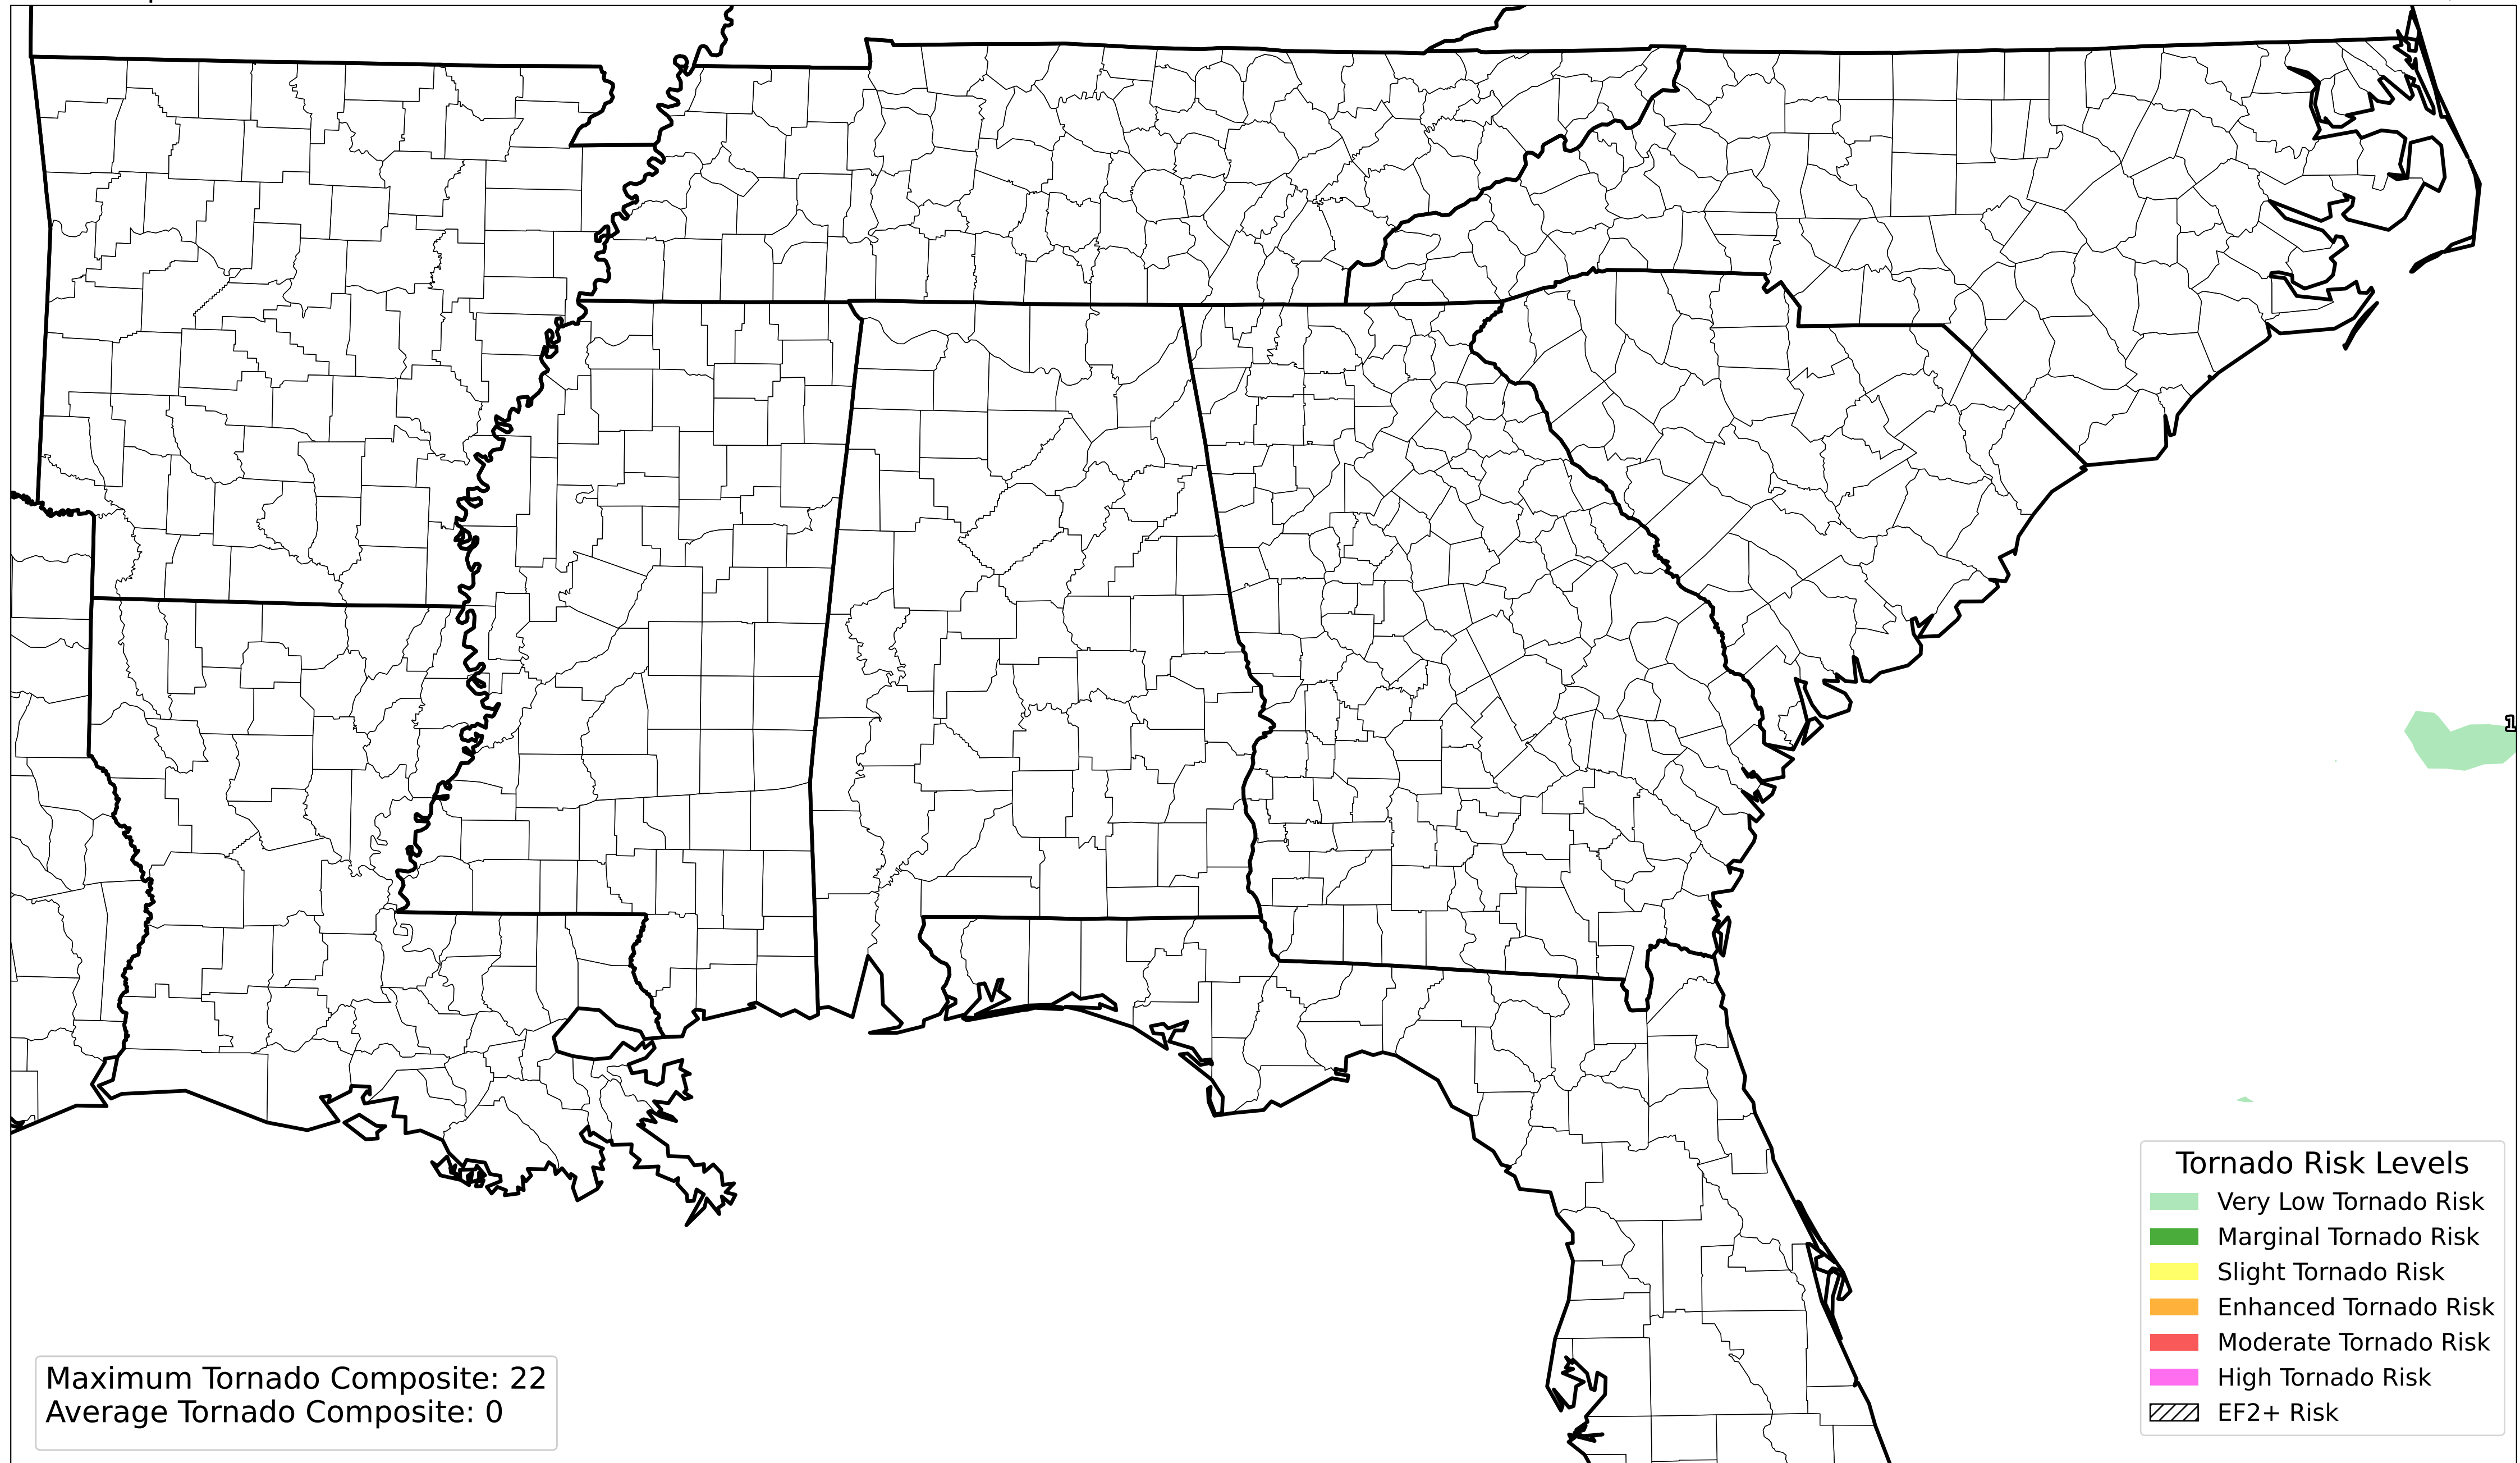 1
Tornado Risk Levels
Very Low Tornado Risk
Marginal Tornado Risk
Slight Tornado Risk
Enhanced Tornado Risk
Moderate Tornado Risk
High Tornado Risk
EF2+ Risk
Maximum Tornado Composite: 22
Average Tornado Composite: 0